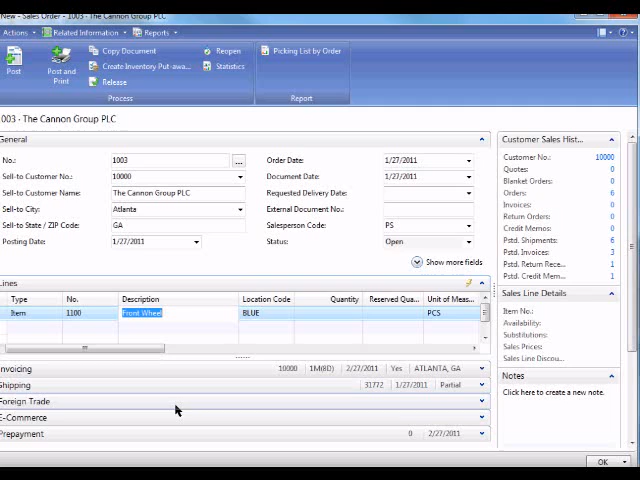 New - Sales Order - 1003 - The Cannon Group PLC
Actions Related Information Reports
Post
Post and Print
Copy Document
Create Inventory Put-awa...
Release
Reopen
Statistics
Picking List by Order
Process Report
1003 - The Cannon Group PLC
General
No.: 1003 ... Order Date: 1/27/2011
Sell-to Customer No.: 10000 Document Date: 1/27/2011
Sell-to Customer Name: The Cannon Group PLC Requested Delivery Date:
Sell-to City: Atlanta External Document No.:
Sell-to State / ZIP Code: GA Salesperson Code: PS
Posting Date: 1/27/2011 Status: Open
Show more fields
Lines
Type No. Description Location Code Quantity Reserved Qua... Unit of Meas...
Item 1100 Front Wheel BLUE PCS
Invoicing 10000 1M(8D) 2/27/2011 Yes ATLANTA, GA
Shipping 31772 1/27/2011 Partial
Foreign Trade
E-Commerce
Prepayment 0 2/27/2011
Customer Sales Hist...
Customer No.: 10000
Quotes: 0
Blanket Orders: 0
Orders: 6
Invoices: 0
Return Orders: 0
Credit Memos: 0
Pstd. Shipments: 6
Pstd. Invoices: 3
Pstd. Return Rece... 1
Pstd. Credit Mem... 1
Sales Line Details
Item No.:
Availability:
Substitutions:
Sales Prices:
Sales Line Discou...
Notes
Click here to create a new note.
OK